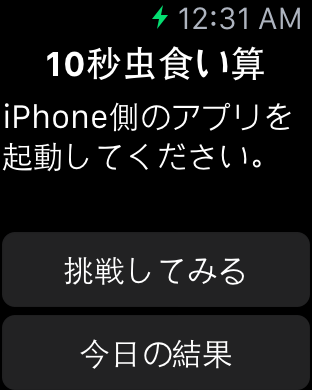 12:31 AM
10秒虫食い算
iPhone側のアプリを
起動してください。
挑戦してみる
今日の結果